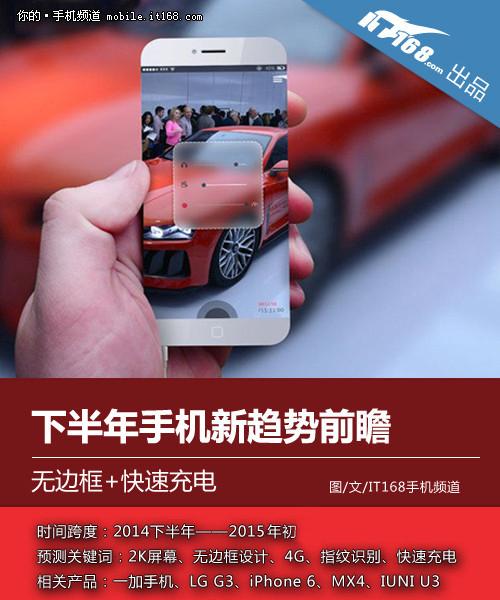 你的·手机频道 mobile.it168.com
IT168.com 出品
下半年手机新趋势前瞻
无边框+快速充电
图/文/IT168手机频道
时间跨度：2014下半年——2015年初
预测关键词：2K屏幕、无边框设计、4G、指纹识别、快速充电
相关产品：一加手机、LG G3、iPhone 6、MX4、IUNI U3